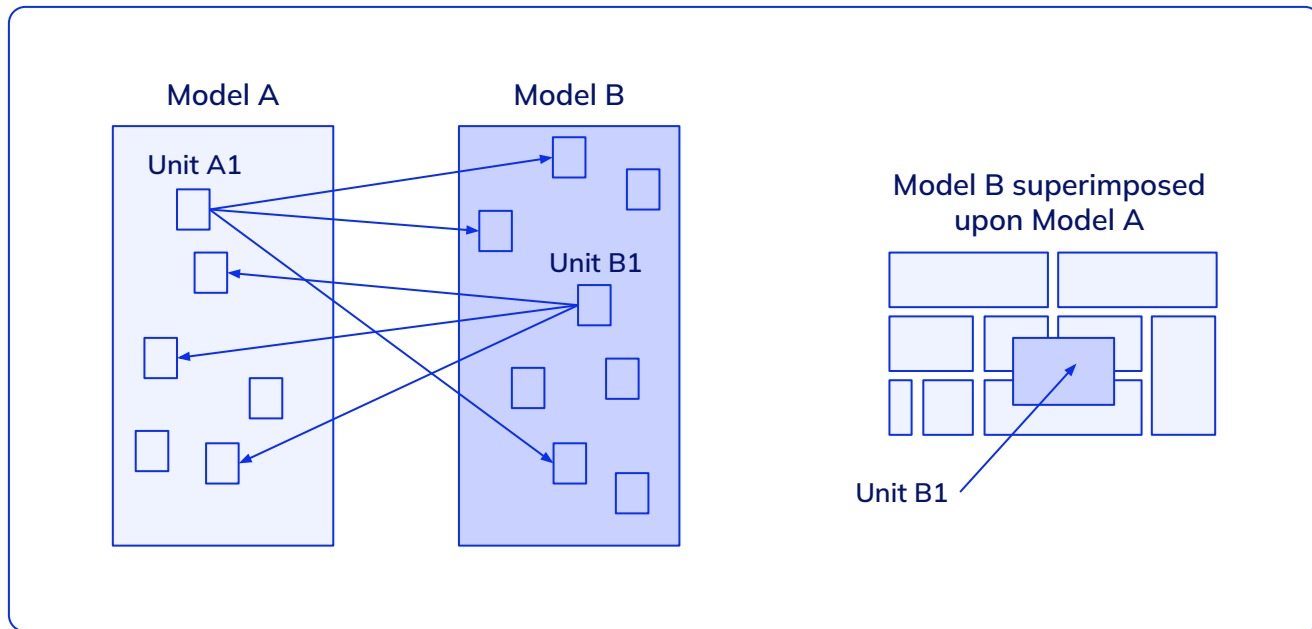 Model A
Model B
Unit A1
Unit B1
Model B superimposed
upon Model A
Unit B1